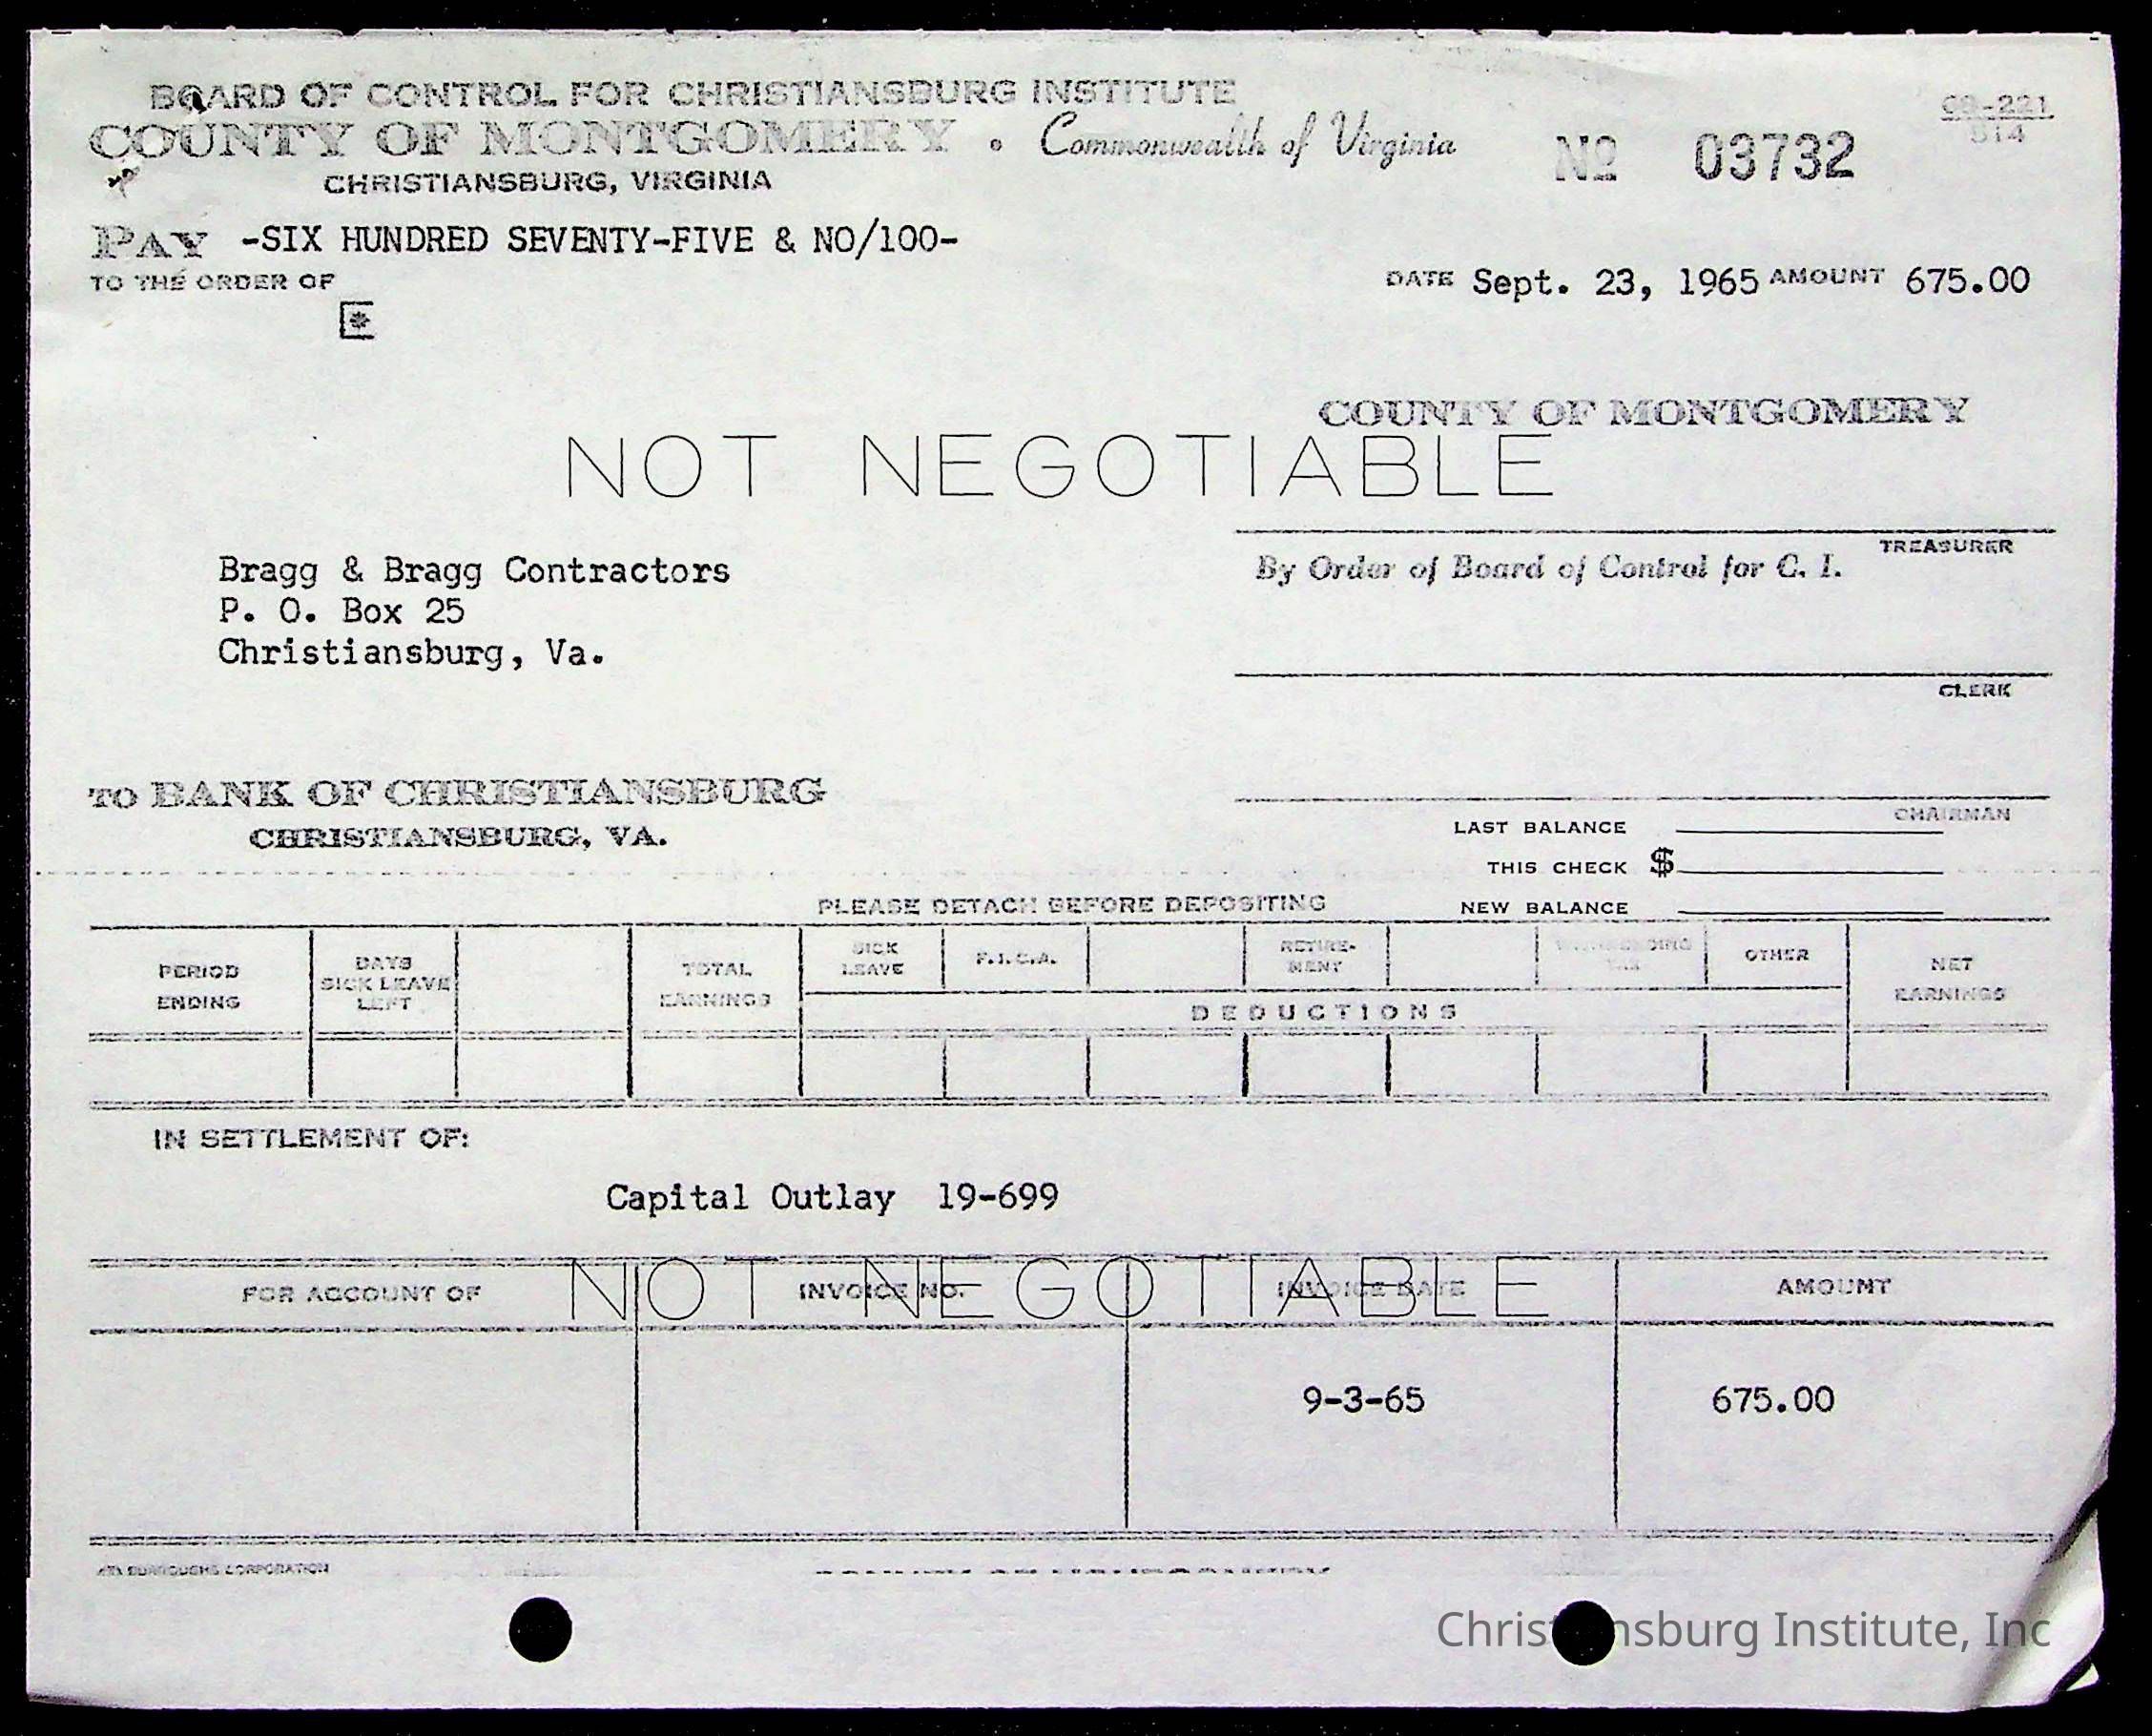 BOARD OF CONTROL FOR CHRISTIANSBURG INSTITUTE
COUNTY OF MONTGOMERY • Commonwealth of Virginia
CHRISTIANSBURG, VIRGINIA
No 03732
514
PAY -SIX HUNDRED SEVENTY-FIVE & NO/100-
TO THE ORDER OF
DATE Sept. 23, 1965 AMOUNT 675.00
COUNTY OF MONTGOMERY
NOT NEGOTIABLE
TREASURER
By Order of Board of Control for C. I.
Bragg & Bragg Contractors
P. O. Box 25
Christiansburg, Va.
CLERK
TO BANK OF CHRISTIANSBURG
CHRISTIANSBURG, VA.
CHAIRMAN
LAST BALANCE
THIS CHECK $
NEW BALANCE
PLEASE DETACH BEFORE DEPOSITING
PERIOD ENDING
DAYS SICK LEAVE LEFT
TOTAL EARNINGS
SICK LEAVE
F.I.C.A.
RETIRE-MENT
OTHER
NET EARNINGS
DEDUCTIONS
IN SETTLEMENT OF:
Capital Outlay 19-699
NOT NEGOTIABLE
FOR ACCOUNT OF INVOICE NO. INVOICE DATE AMOUNT
9-3-65 675.00
BURROUGHS CORPORATION
Institute, Inc